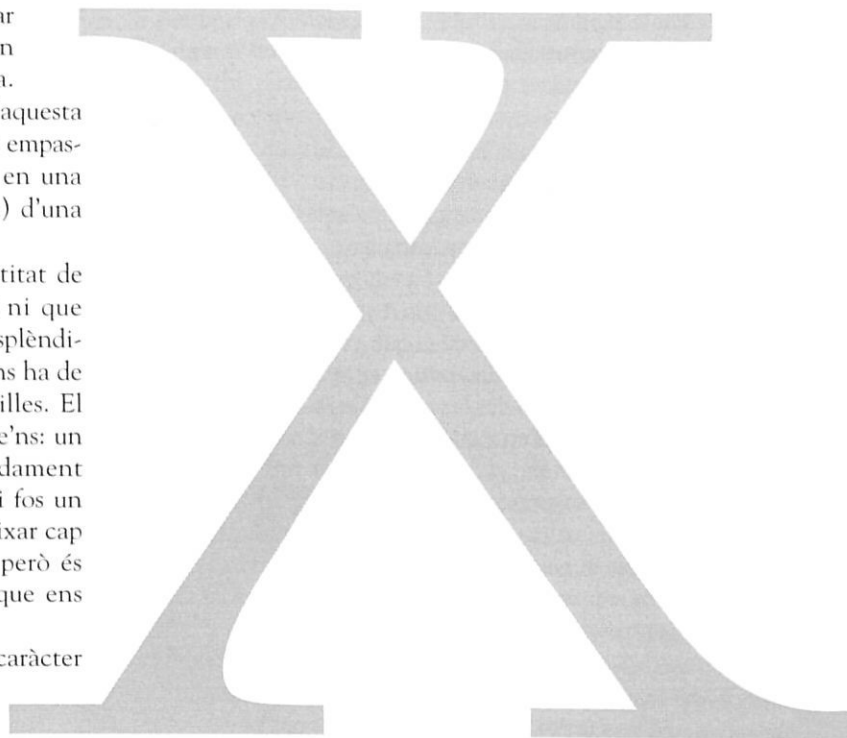 ar
n
a.
aquesta
empas-
en una
) d'una
titat de
ni que
splèndi-
ns ha de
illes. El
e'ns: un
dament
i fos un
ixar cap
però és
que ens
caràcter
X